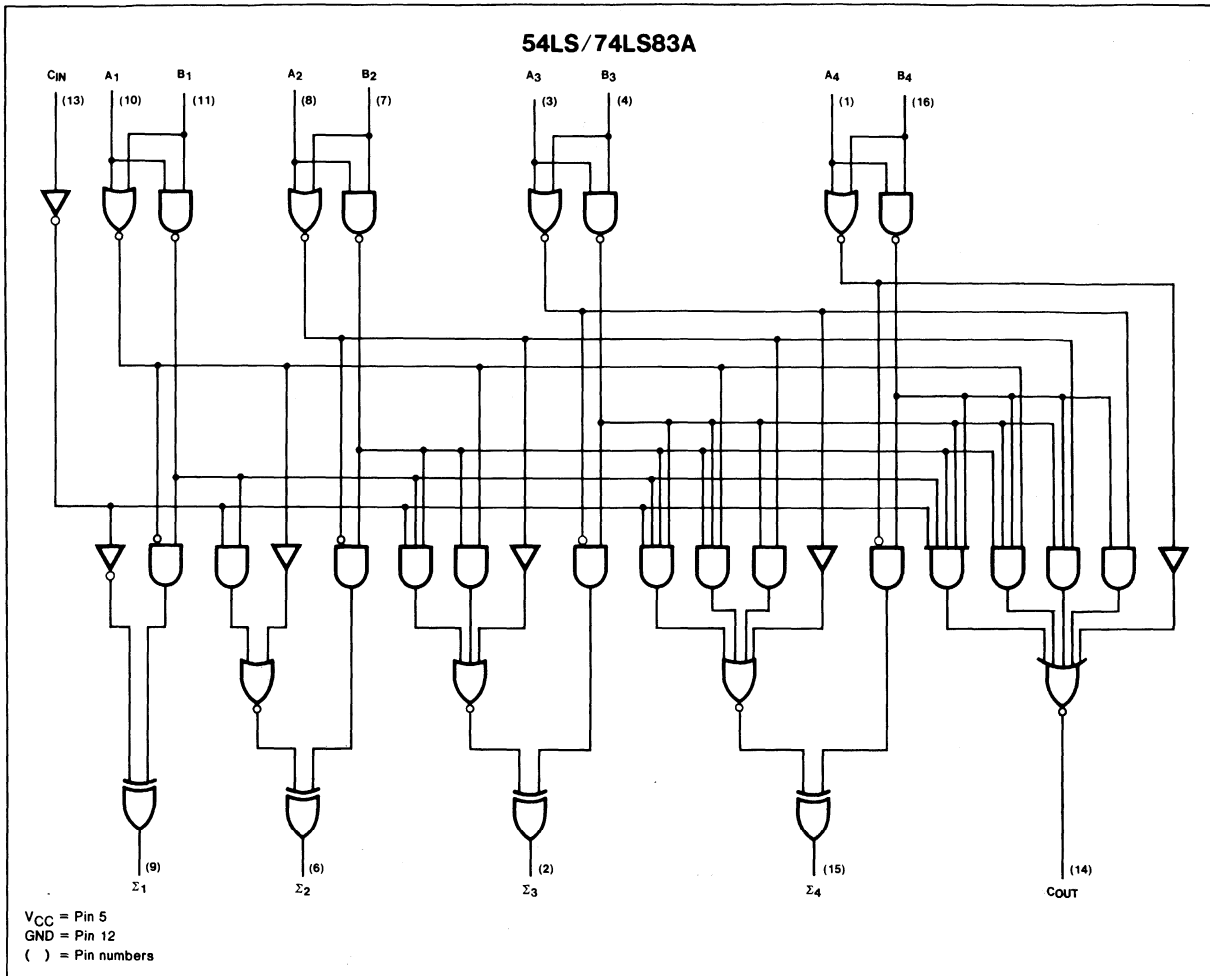 54LS/74LS83A
CIN A1 B1 A2 B2 A3 B3 A4 B4
(13) (10) (11) (8) (7) (3) (4) (1) (16)
(9) (6) (2) (15) (14)
Σ1 Σ2 Σ3 Σ4 COUT
VCC = Pin 5
GND = Pin 12
( ) = Pin numbers